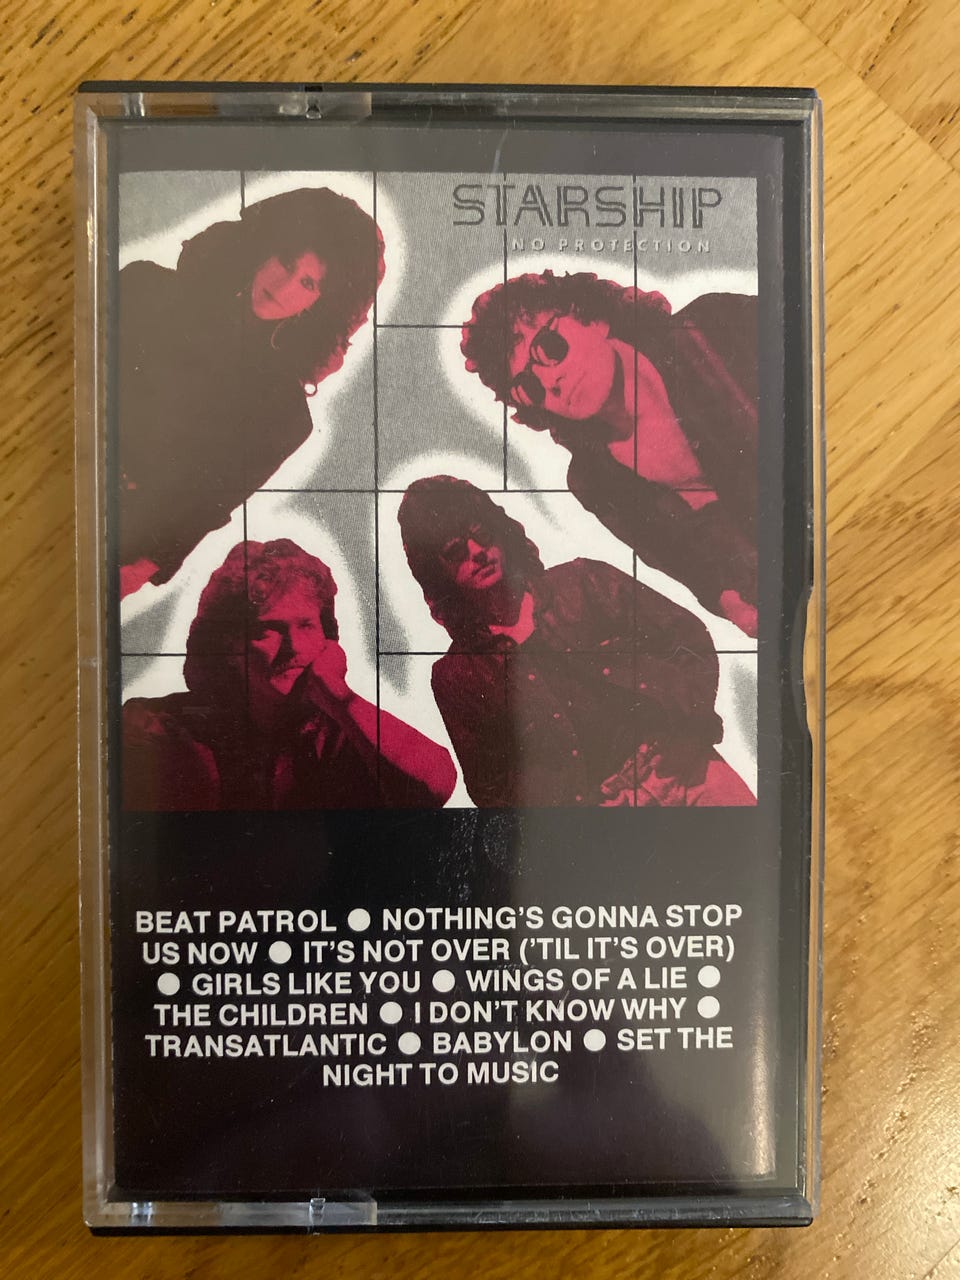 STARSHIP
NO PROTECTION
BEAT PATROL ● NOTHING'S GONNA STOP
US NOW ● IT'S NOT OVER ('TIL IT'S OVER)
● GIRLS LIKE YOU ● WINGS OF A LIE ●
THE CHILDREN ● I DON'T KNOW WHY ●
TRANSATLANTIC ● BABYLON ● SET THE
NIGHT TO MUSIC